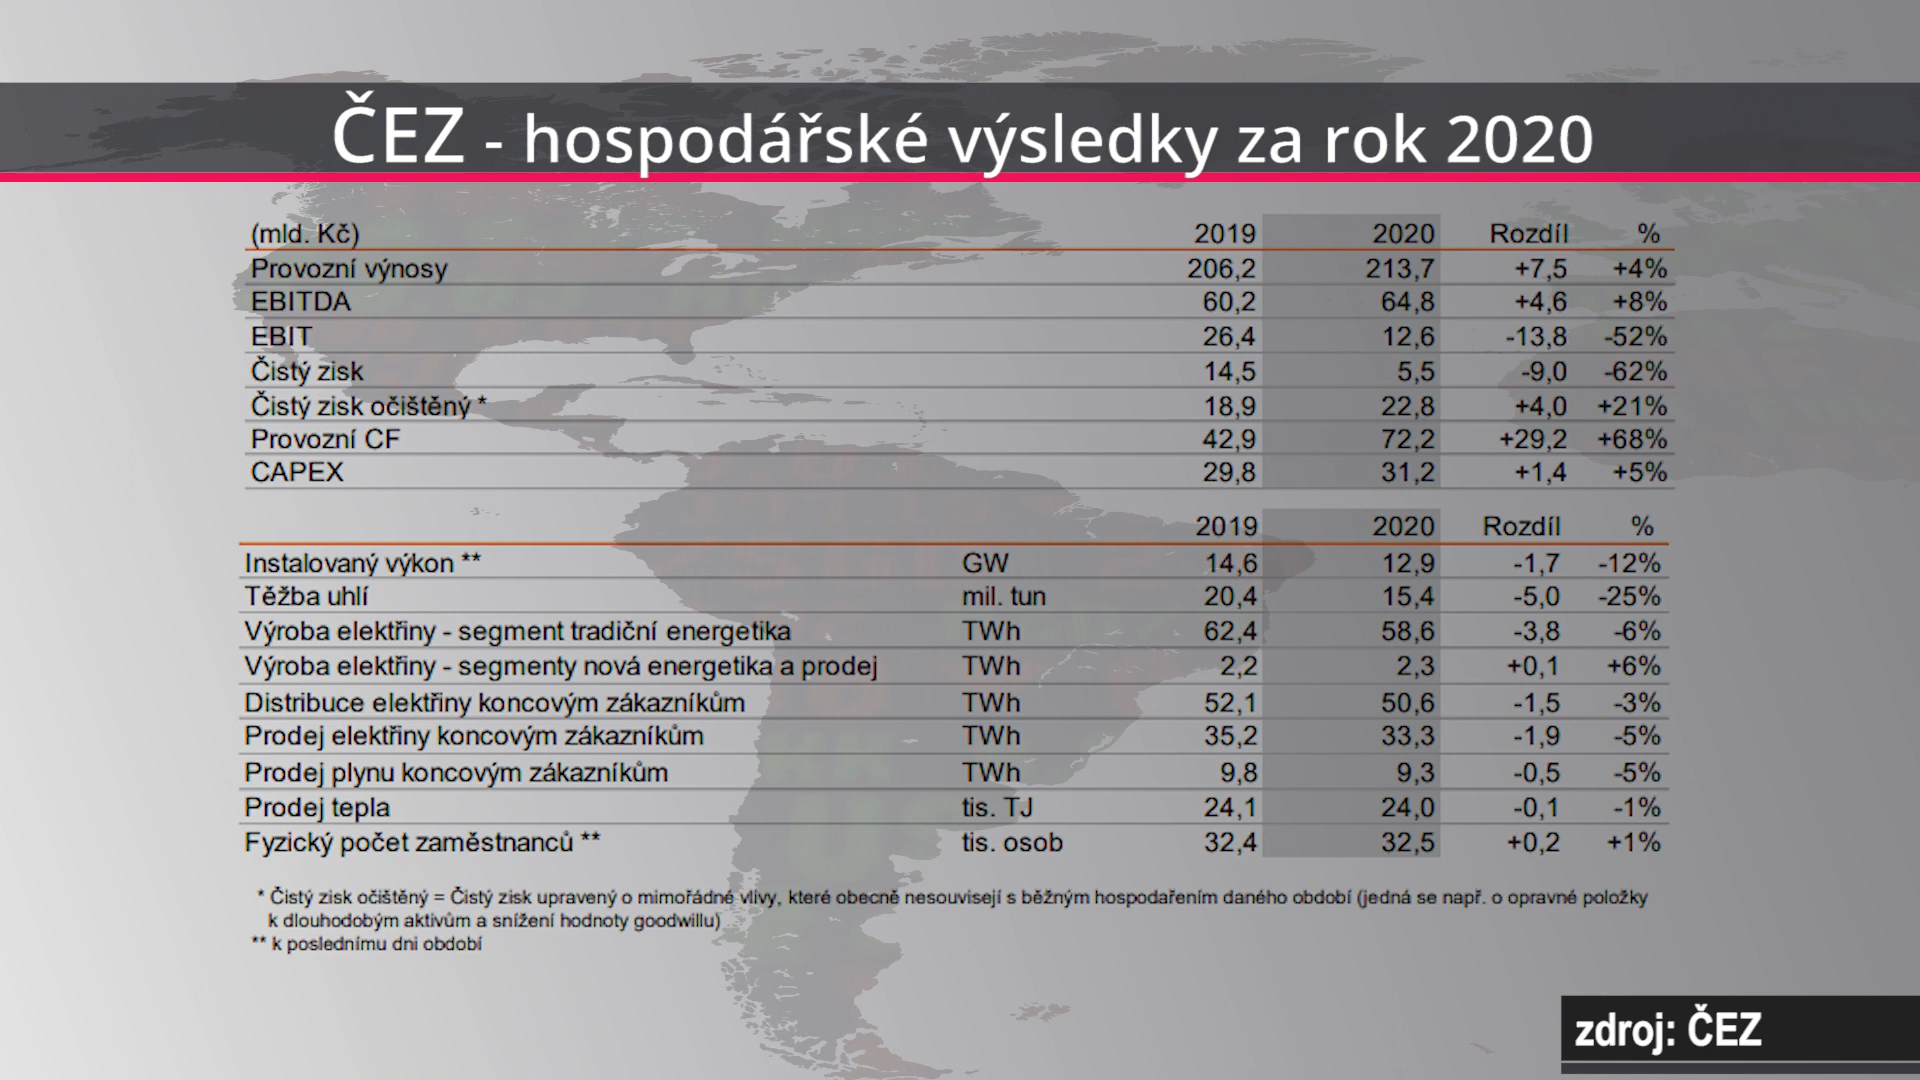 ČEZ - hospodářské výsledky za rok 2020
(mld. Kč) 2019 2020 Rozdíl %
Provozní výnosy 206,2 213,7 +7,5 +4%
EBITDA 60,2 64,8 +4,6 +8%
EBIT 26,4 12,6 -13,8 -52%
Čistý zisk 14,5 5,5 -9,0 -62%
Čistý zisk očištěný * 18,9 22,8 +4,0 +21%
Provozní CF 42,9 72,2 +29,2 +68%
CAPEX 29,8 31,2 +1,4 +5%
2019 2020 Rozdíl %
Instalovaný výkon ** GW 14,6 12,9 -1,7 -12%
Těžba uhlí mil. tun 20,4 15,4 -5,0 -25%
Výroba elektřiny - segment tradiční energetika TWh 62,4 58,6 -3,8 -6%
Výroba elektřiny - segmenty nová energetika a prodej TWh 2,2 2,3 +0,1 +6%
Distribuce elektřiny koncovým zákazníkům TWh 52,1 50,6 -1,5 -3%
Prodej elektřiny koncovým zákazníkům TWh 35,2 33,3 -1,9 -5%
Prodej plynu koncovým zákazníkům TWh 9,8 9,3 -0,5 -5%
Prodej tepla tis. TJ 24,1 24,0 -0,1 -1%
Fyzický počet zaměstnanců ** tis. osob 32,4 32,5 +0,2 +1%
* Čistý zisk očištěný = Čistý zisk upravený o mimořádné vlivy, které obecně nesouvisejí s běžným hospodařením daného období (jedná se např. o opravné položky
k dlouhodobým aktivům a snížení hodnoty goodwillu)
** k poslednímu dni období
zdroj: ČEZ